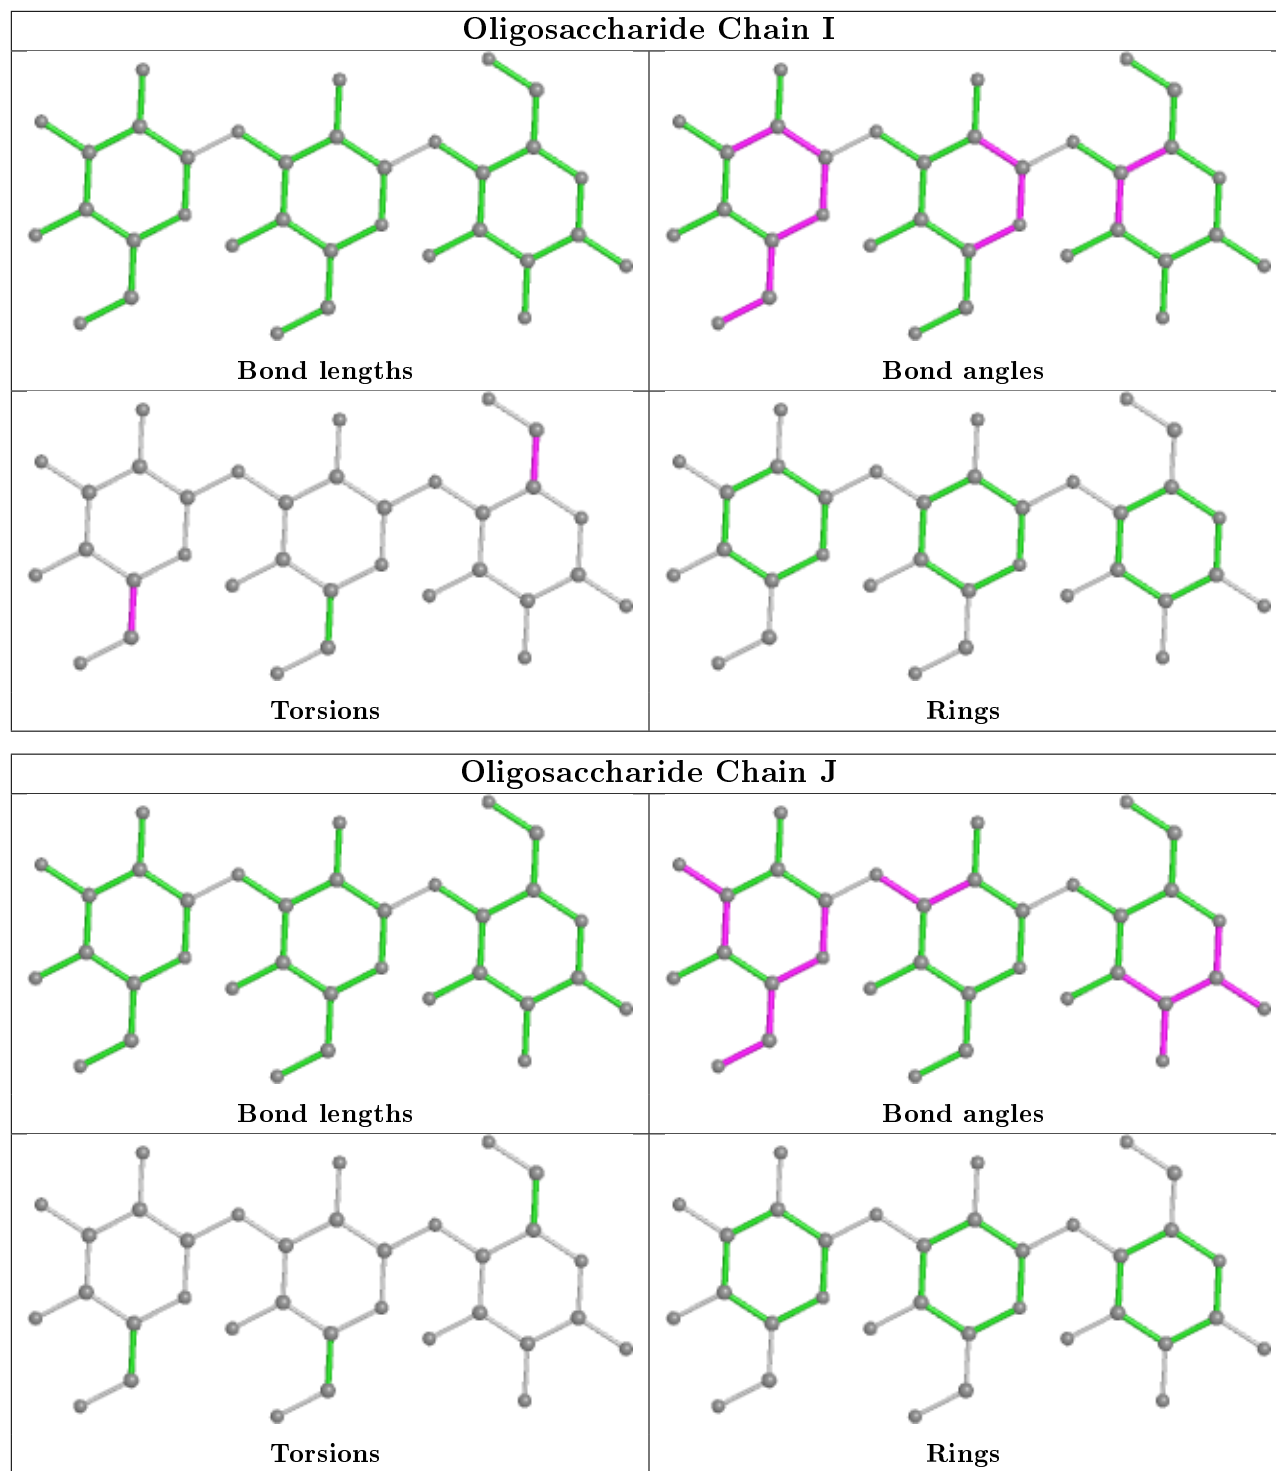 Oligosaccharide Chain I
Bond lengths
Bond angles
Torsions
Rings
Oligosaccharide Chain J
Bond lengths
Bond angles
Torsions
Rings